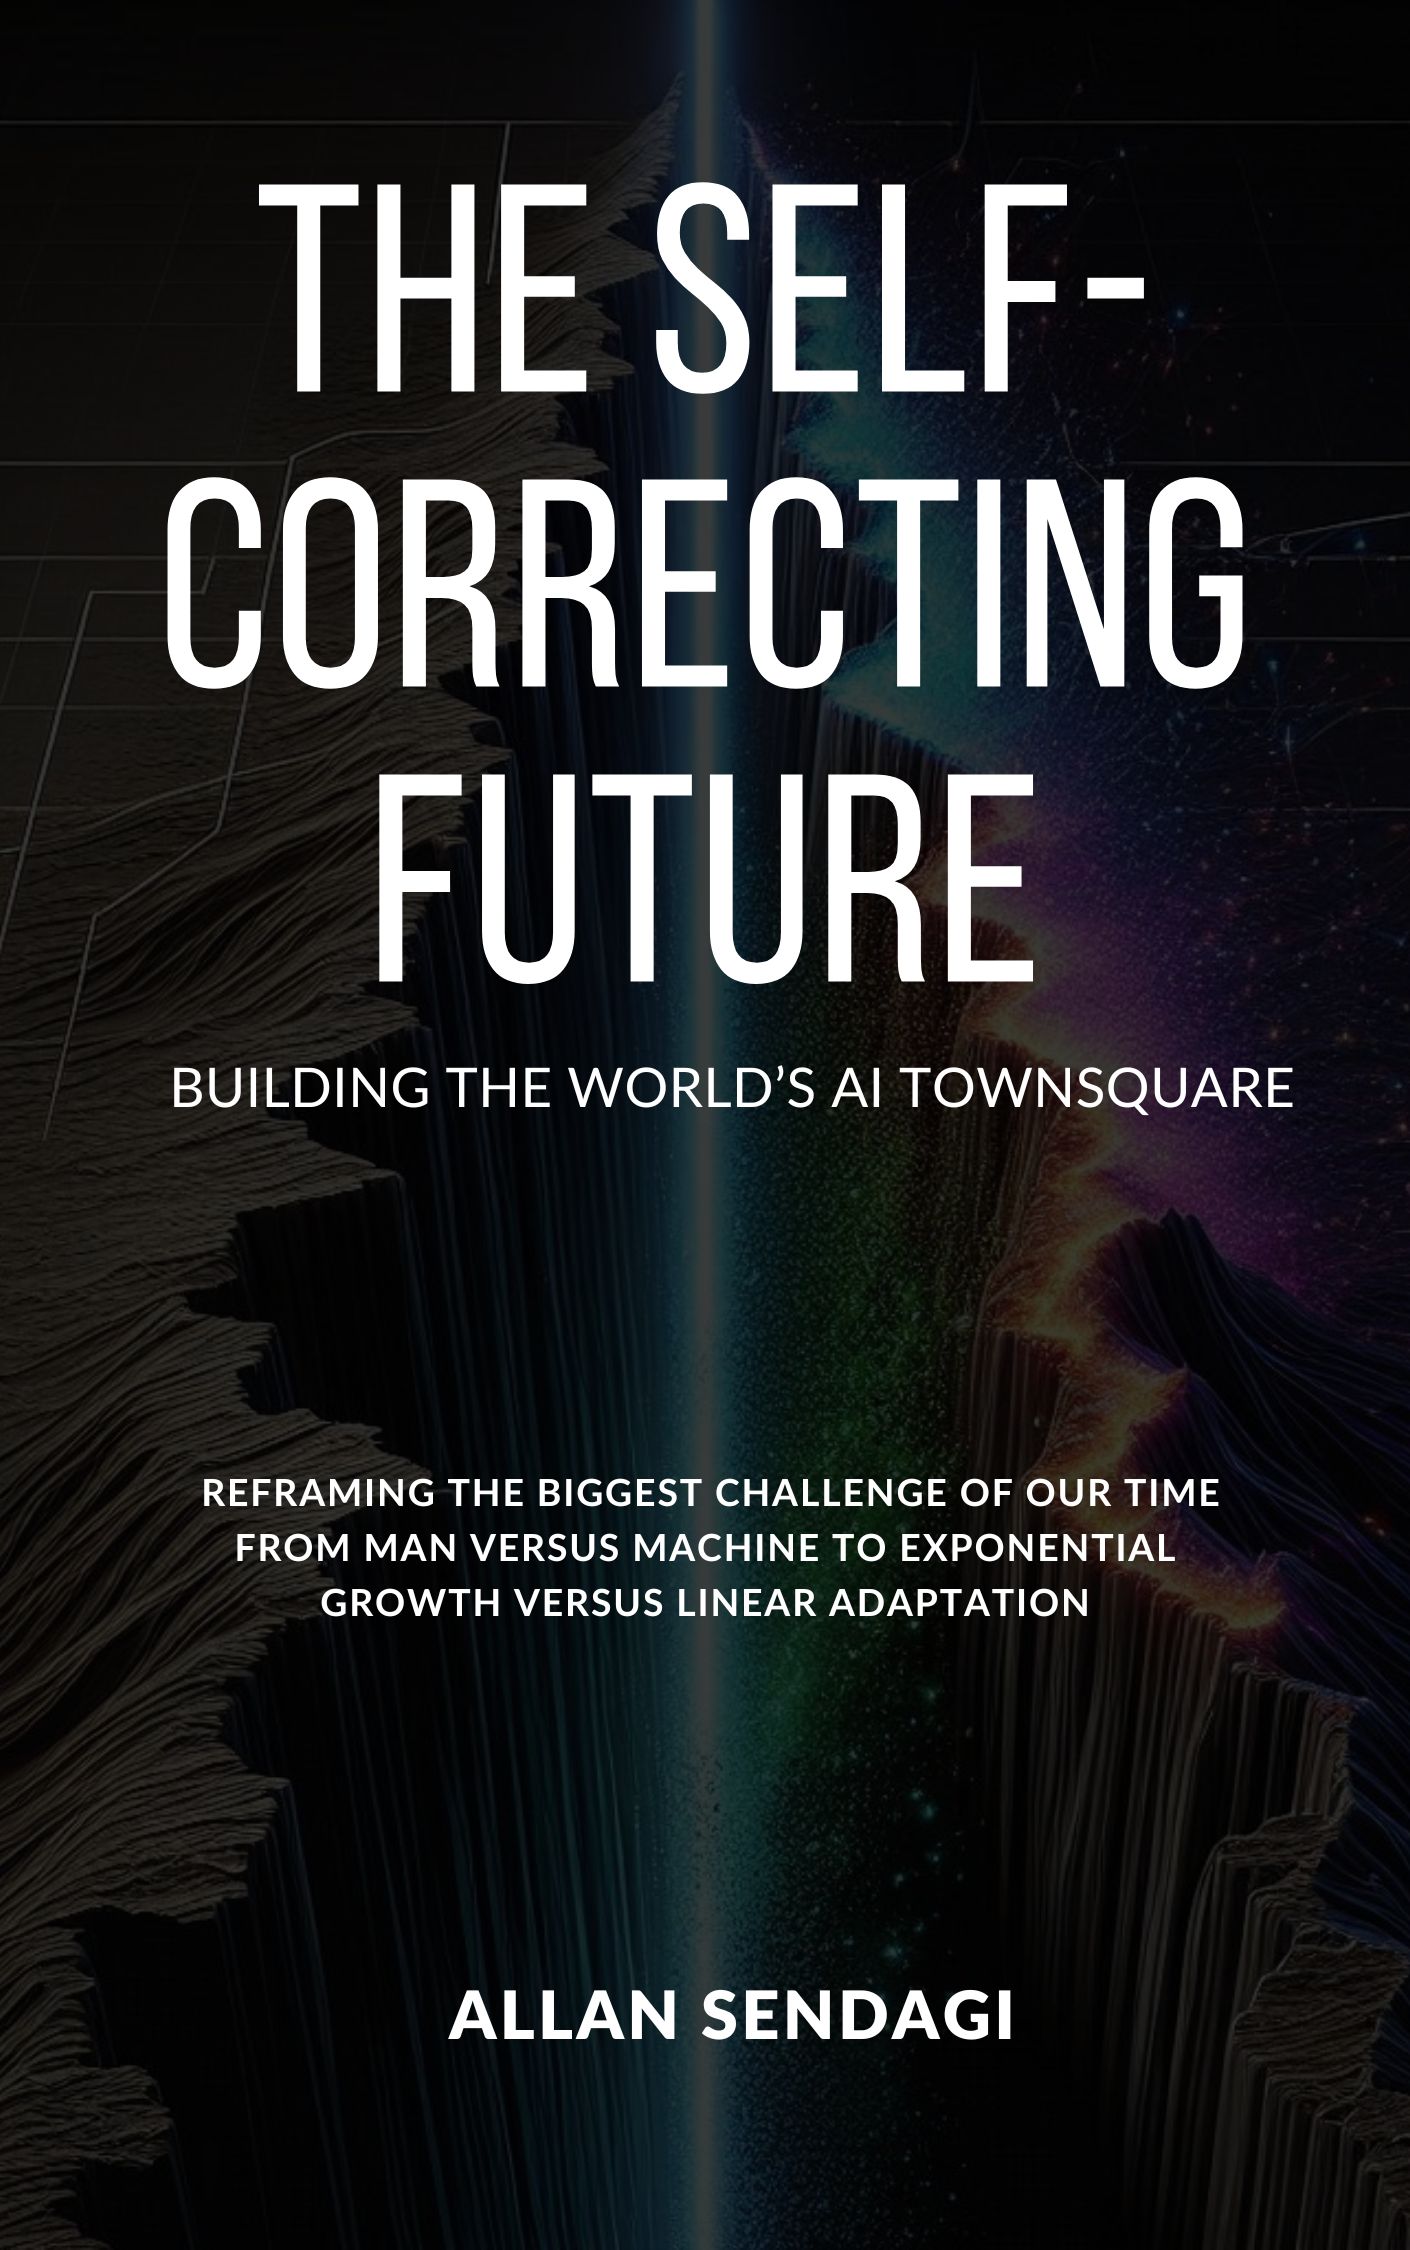 THE SELF-
CORRECTING
FUTURE
BUILDING THE WORLD’S AI TOWNSQUARE
REFRAMING THE BIGGEST CHALLENGE OF OUR TIME
FROM MAN VERSUS MACHINE TO EXPONENTIAL
GROWTH VERSUS LINEAR ADAPTATION
ALLAN SENDAGI